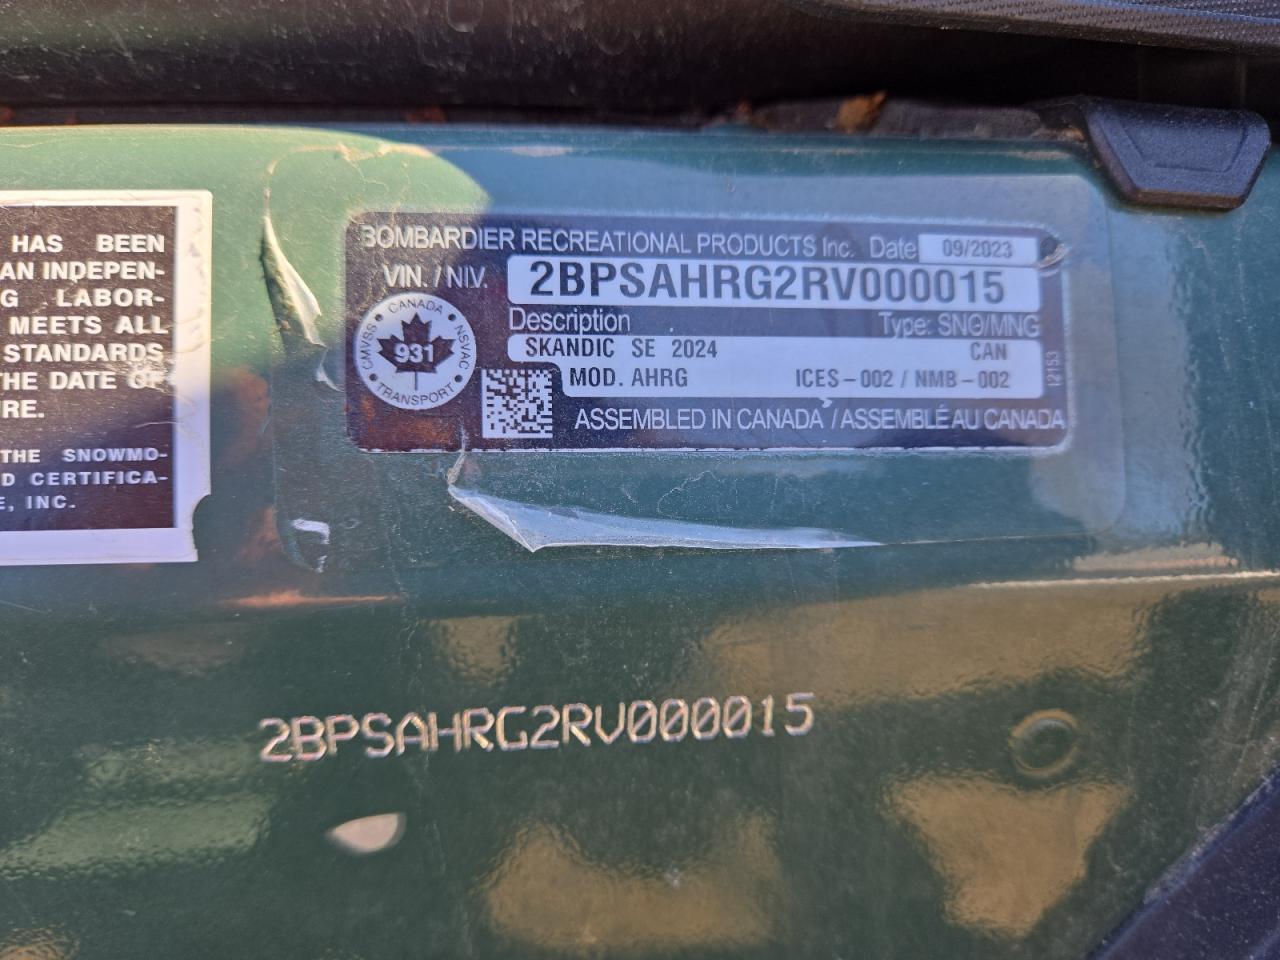 HAS BEEN
AN INDEPEN-
G LABOR-
MEETS ALL
STANDARDS
THE DATE OF
RE.
THE SNOWMO-
D CERTIFICA-
E, INC.
BOMBARDIER RECREATIONAL PRODUCTS Inc. Date 09/2023
VIN. / NIV. 2BPSAHRG2RV000015
Description Type: SNO/MNG
SKANDIC SE 2024 CAN
MOD. AHRG ICES-002 / NMB-002
12153
CANADA
CMVSS 931 NSVAC
TRANSPORT
ASSEMBLED IN CANADA / ASSEMBLÉ AU CANADA
2BPSAHRG2RV000015